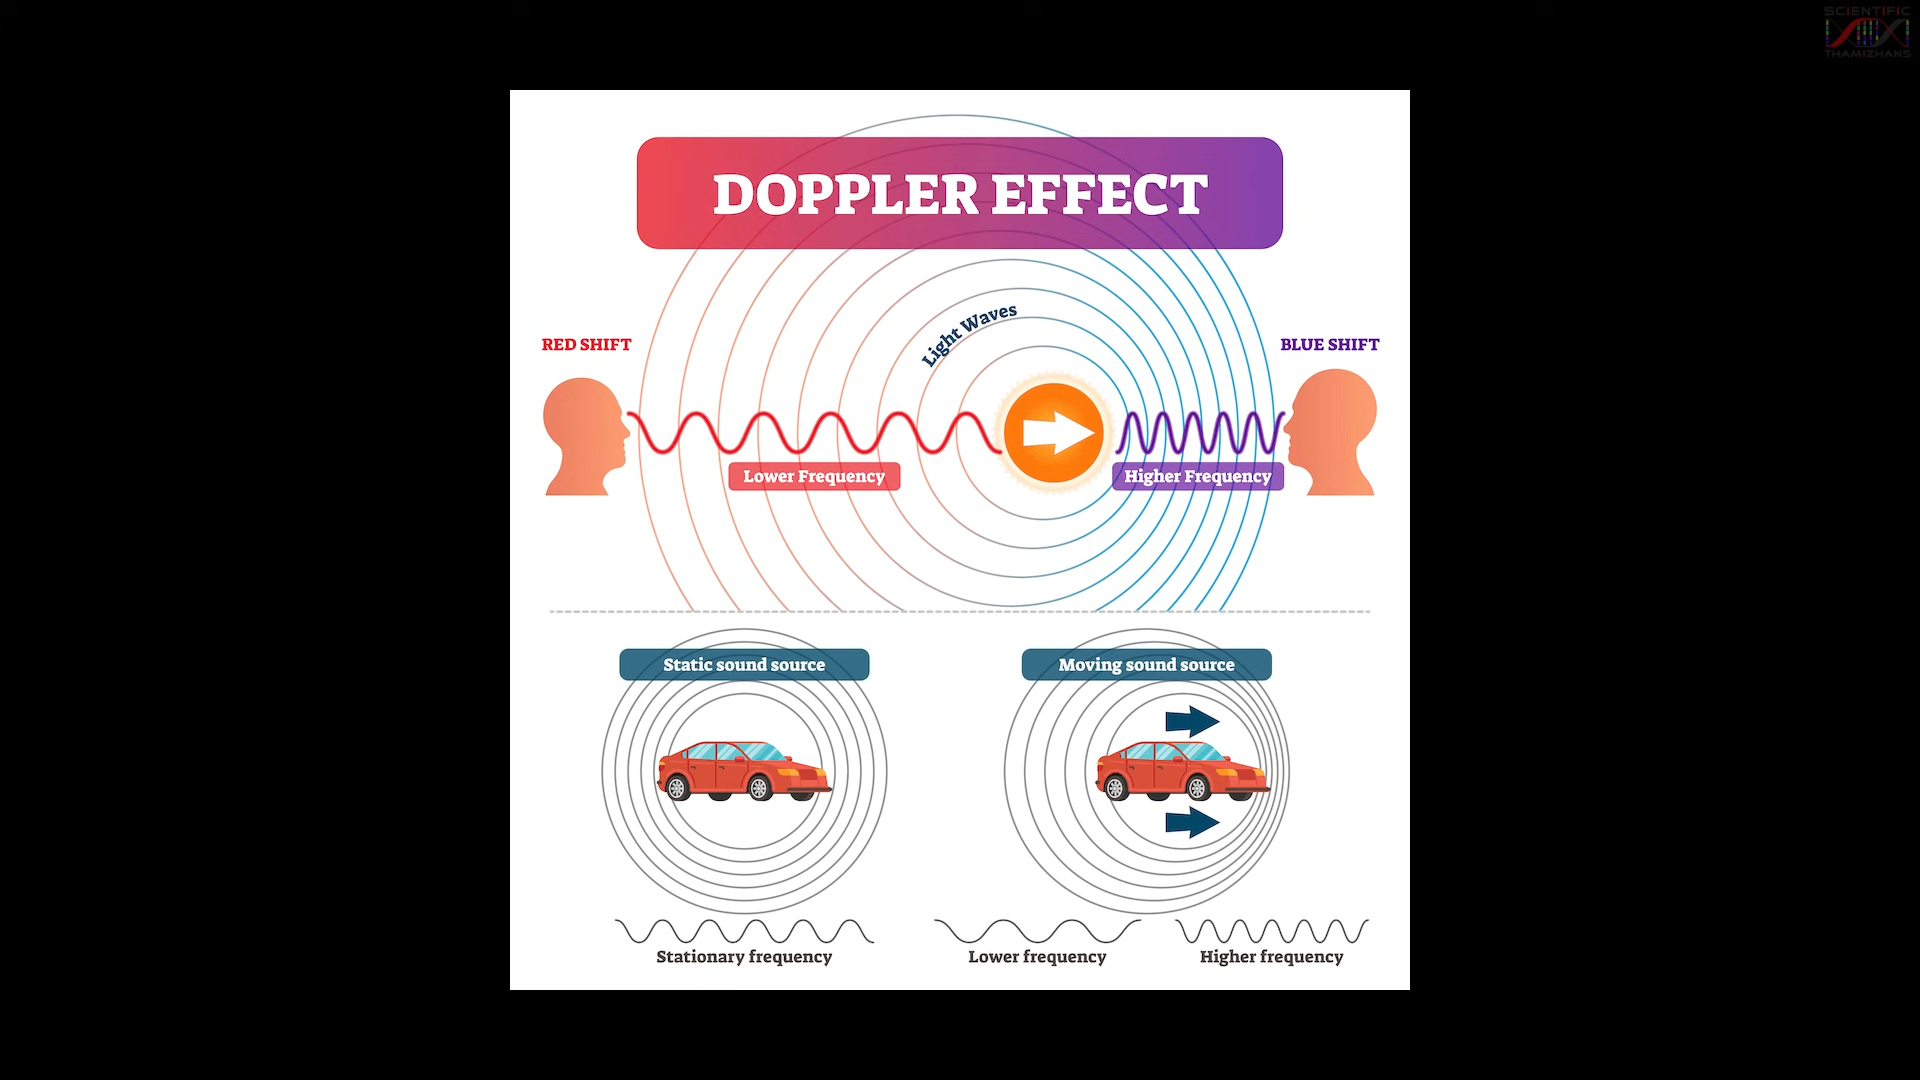 SCIENTIFIC
THAMIZHANS
DOPPLER EFFECT
Light Waves
RED SHIFT
BLUE SHIFT
Lower Frequency
Higher Frequency
Static sound source
Moving sound source
Stationary frequency
Lower frequency
Higher frequency